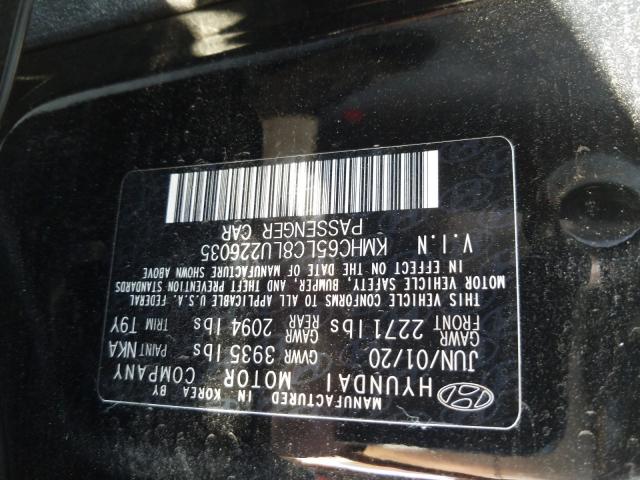 MANUFACTURED IN KOREA BY
HYUNDAI MOTOR COMPANY
JUN/01/20 GVWR 3935 lbs PAINT NKA
GAWR FRONT 2271 lbs GAWR REAR 2094 lbs TRIM T9Y
THIS VEHICLE CONFORMS TO ALL APPLICABLE U.S.A. FEDERAL
MOTOR VEHICLE SAFETY, BUMPER, AND THEFT PREVENTION STANDARDS
IN EFFECT ON THE DATE OF MANUFACTURE SHOWN ABOVE
V.I.N KMHC65LC8LU226035
PASSENGER CAR